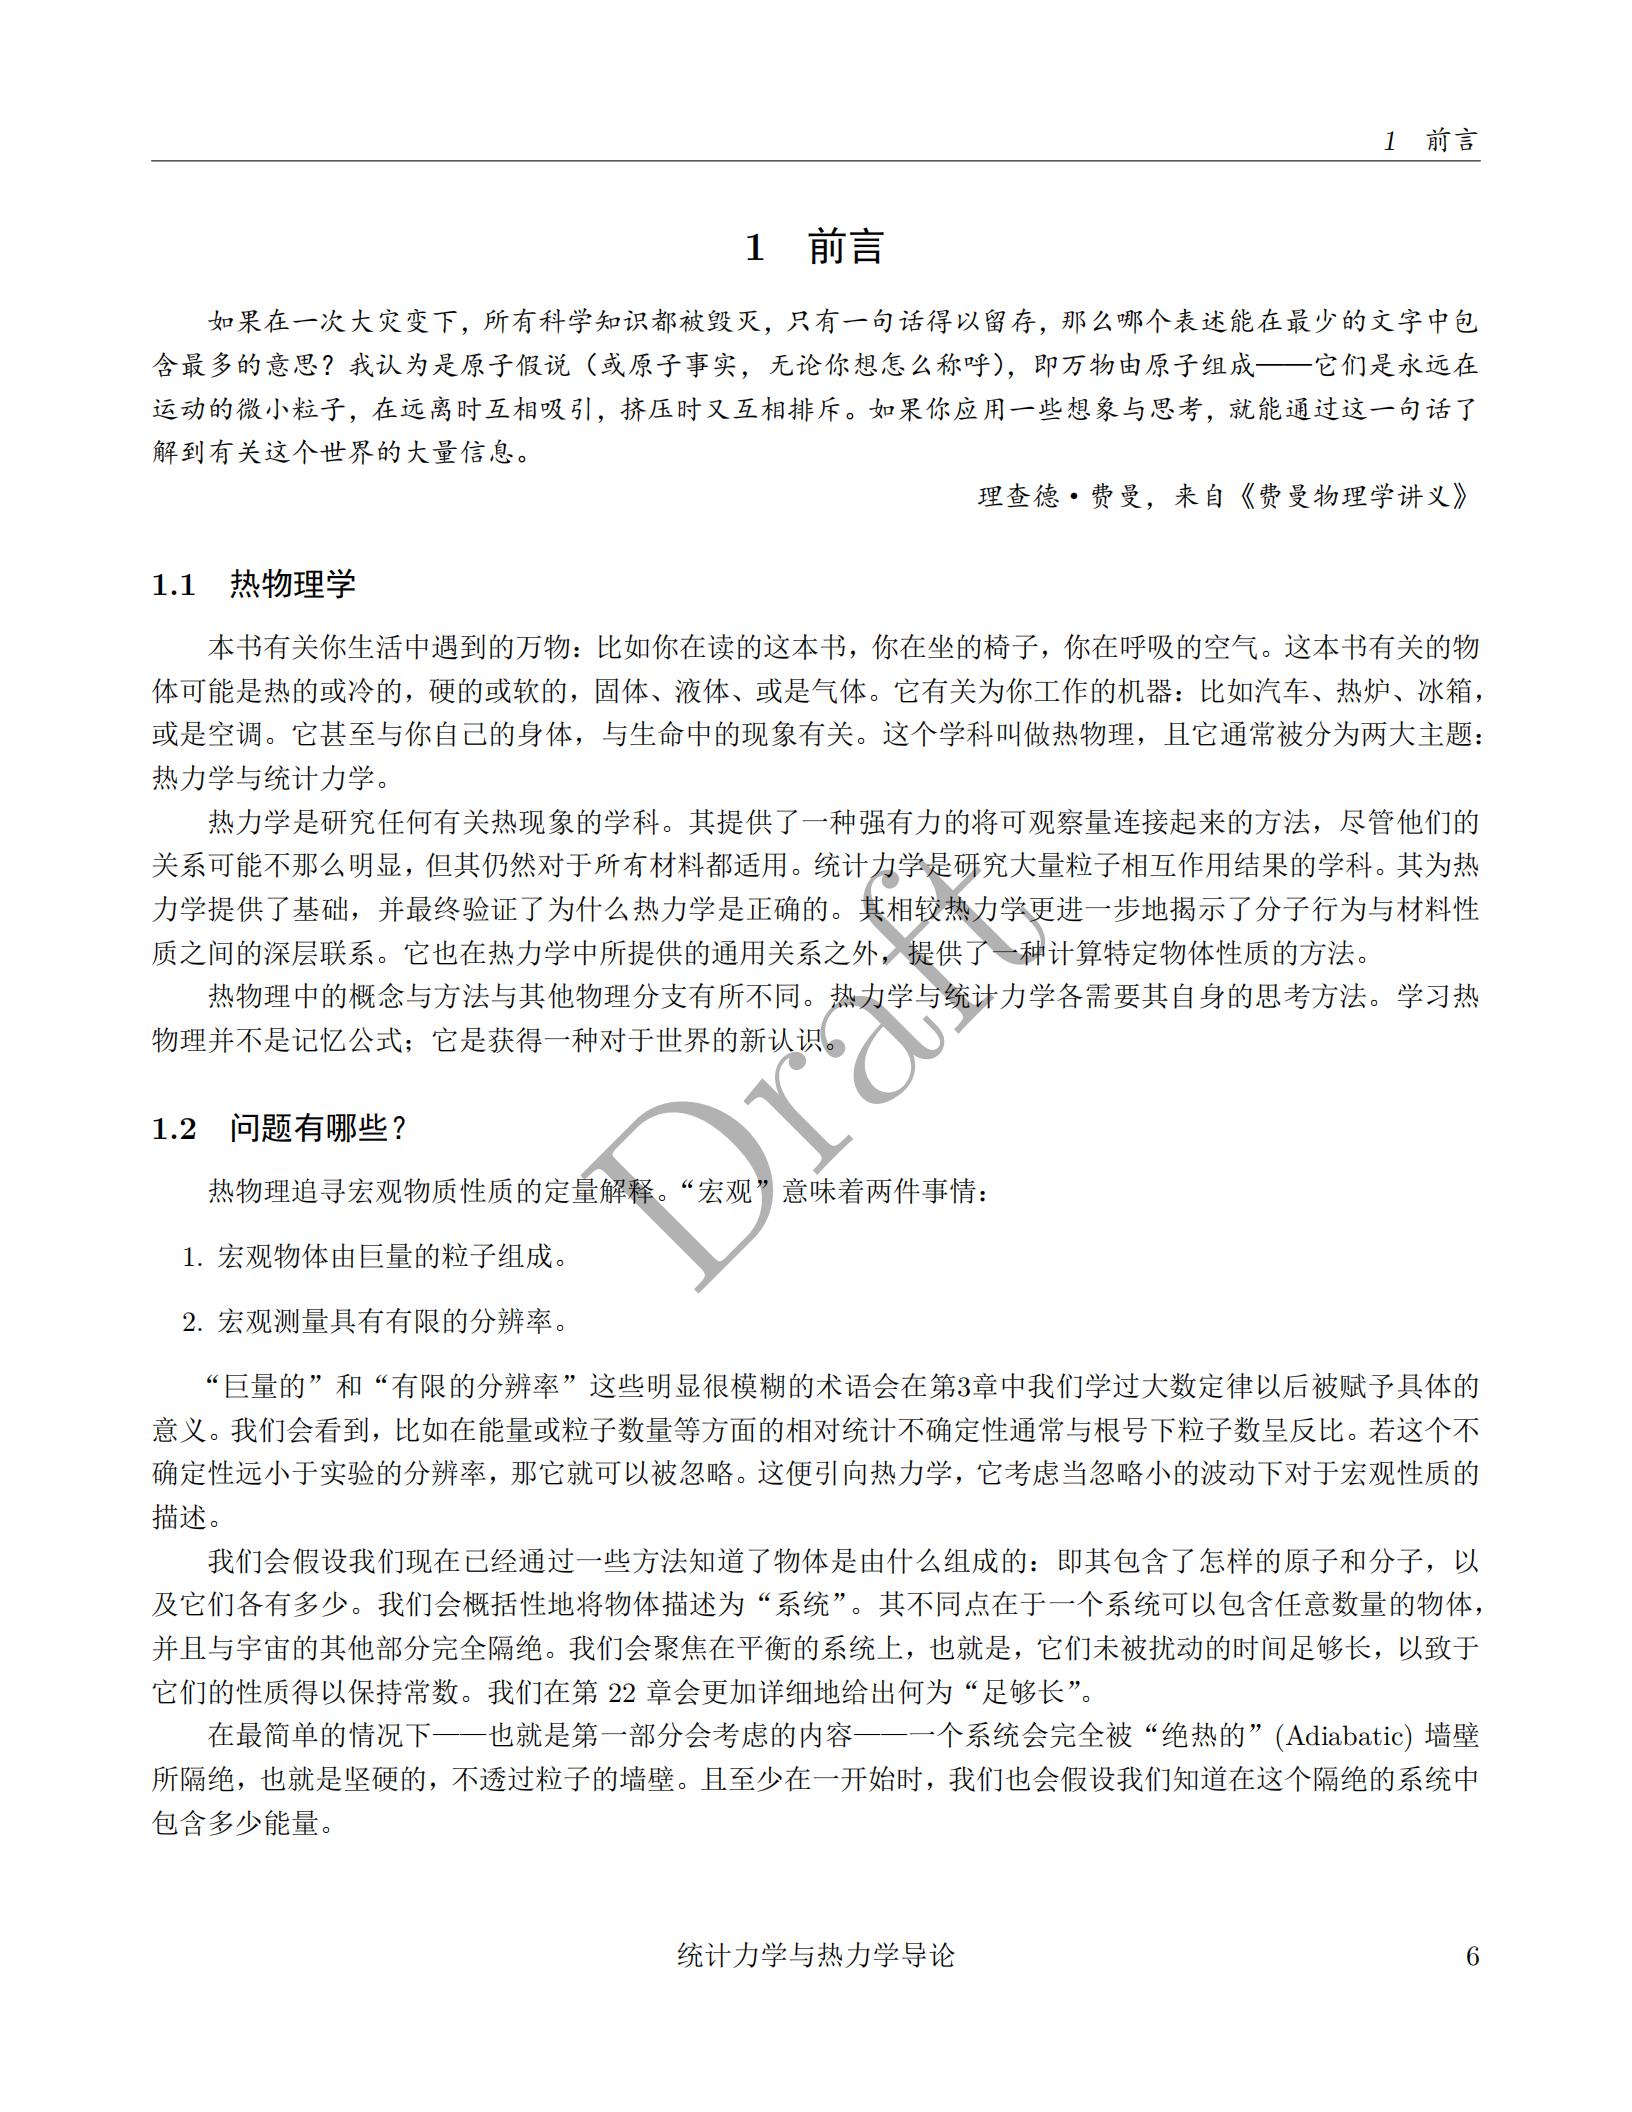 1 前言
1 前言
如果在一次大灾变下，所有科学知识都被毁灭，只有一句话得以留存，那么哪个表述能在最少的文字中包
含最多的意思？我认为是原子假说（或原子事实，无论你想怎么称呼），即万物由原子组成——它们是永远在
运动的微小粒子，在远离时互相吸引，挤压时又互相排斥。如果你应用一些想象与思考，就能通过这一句话了
解到有关这个世界的大量信息。
理查德·费曼，来自《费曼物理学讲义》
1.1 热物理学
本书有关你生活中遇到的万物：比如你在读的这本书，你在坐的椅子，你在呼吸的空气。这本书有关的物
体可能是热的或冷的，硬的或软的，固体、液体、或是气体。它有关为你工作的机器：比如汽车、热炉、冰箱，
或是空调。它甚至与你自己的身体，与生命中的现象有关。这个学科叫做热物理，且它通常被分为两大主题：
热力学与统计力学。
热力学是研究任何有关热现象的学科。其提供了一种强有力的将可观察量连接起来的方法，尽管他们的
关系可能不那么明显，但其仍然对于所有材料都适用。统计力学是研究大量粒子相互作用结果的学科。其为热
力学提供了基础，并最终验证了为什么热力学是正确的。其相较热力学更进一步地揭示了分子行为与材料性
质之间的深层联系。它也在热力学中所提供的通用关系之外，提供了一种计算特定物体性质的方法。
热物理中的概念与方法与其他物理分支有所不同。热力学与统计力学各需要其自身的思考方法。学习热
物理并不是记忆公式；它是获得一种对于世界的新认识。
1.2 问题有哪些？
热物理追寻宏观物质性质的定量解释。“宏观”意味着两件事情：
1. 宏观物体由巨量的粒子组成。
2. 宏观测量具有有限的分辨率。
“巨量的”和“有限的分辨率”这些明显很模糊的术语会在第3章中我们学过大数定律以后被赋予具体的
意义。我们会看到，比如在能量或粒子数量等方面的相对统计不确定性通常与根号下粒子数呈反比。若这个不
确定性远小于实验的分辨率，那它就可以被忽略。这便引向热力学，它考虑当忽略小的波动下对于宏观性质的
描述。
我们会假设我们现在已经通过一些方法知道了物体是由什么组成的：即其包含了怎样的原子和分子，以
及它们各有多少。我们会概括性地将物体描述为“系统”。其不同点在于一个系统可以包含任意数量的物体，
并且与宇宙的其他部分完全隔绝。我们会聚焦在平衡的系统上，也就是，它们未被扰动的时间足够长，以致于
它们的性质得以保持常数。我们在第 22 章会更加详细地给出何为“足够长”。
在最简单的情况下——也就是第一部分会考虑的内容——一个系统会完全被“绝热的”(Adiabatic) 墙壁
所隔绝，也就是坚硬的，不透过粒子的墙壁。且至少在一开始时，我们也会假设我们知道在这个隔绝的系统中
包含多少能量。
Draft
统计力学与热力学导论 6